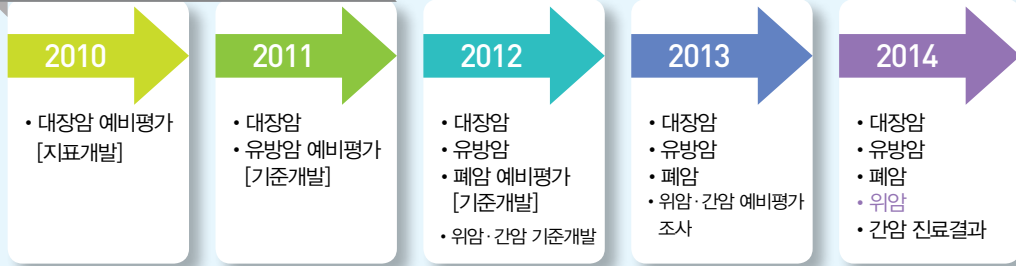 2010
• 대장암 예비평가
[지표개발]
2011
• 대장암
• 유방암 예비평가
[기준개발]
2012
• 대장암
• 유방암
• 폐암 예비평가
[기준개발]
• 위암·간암 기준개발
2013
• 대장암
• 유방암
• 폐암
• 위암·간암 예비평가
조사
2014
• 대장암
• 유방암
• 폐암
• 위암
• 간암 진료결과